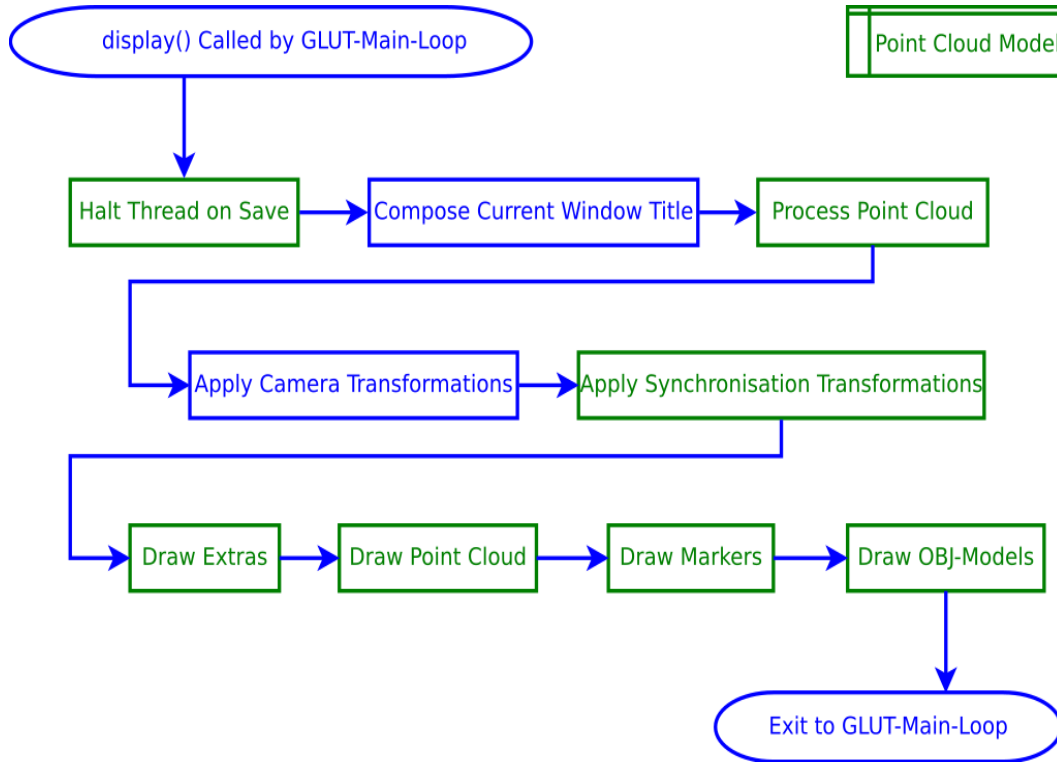 display() Called by GLUT-Main-Loop
Point Cloud Model
Halt Thread on Save
Compose Current Window Title
Process Point Cloud
Apply Camera Transformations
Apply Synchronisation Transformations
Draw Extras
Draw Point Cloud
Draw Markers
Draw OBJ-Models
Exit to GLUT-Main-Loop